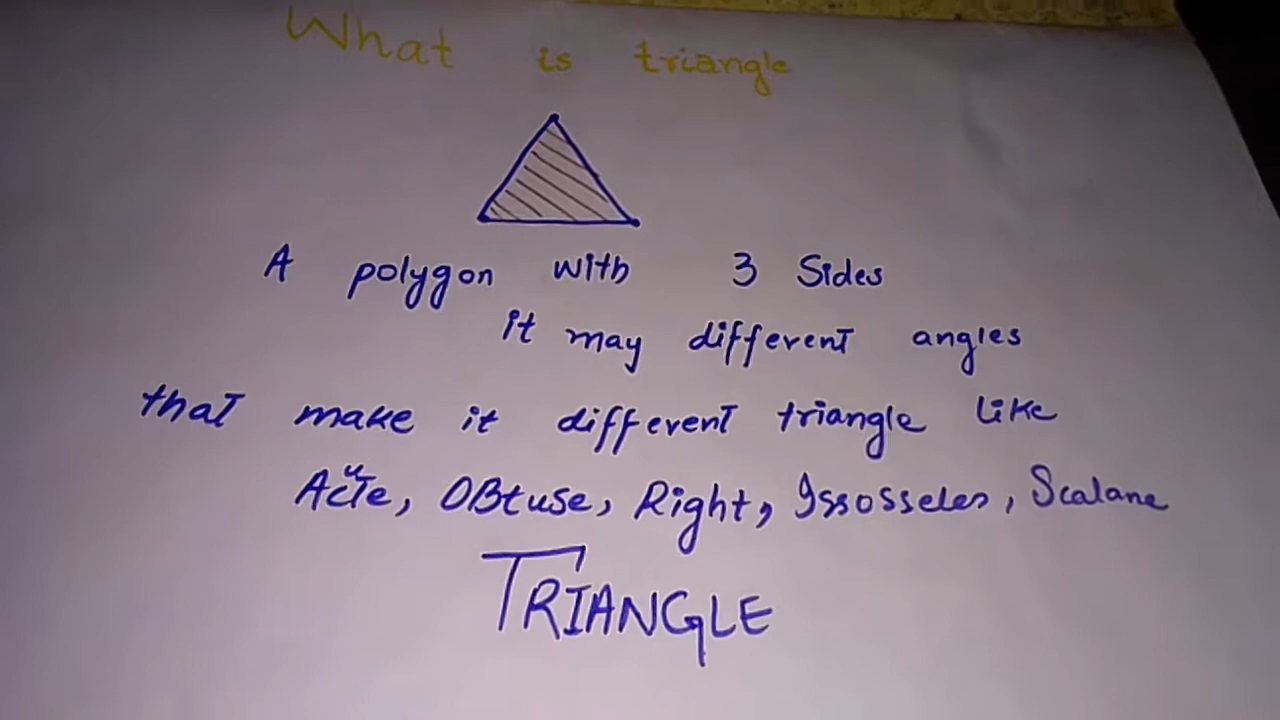 What is triangle
A polygon with 3 Sides
it may different angles
that make it different triangle like
Acute, OBtuse, Right, Issosseles, Scalane
TRIANGLE